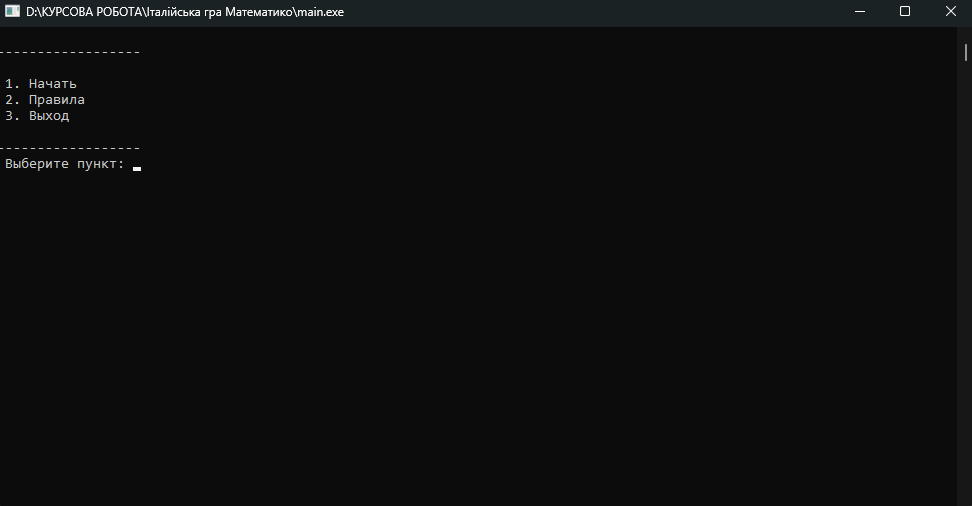 D:\КУРСОВА РОБОТА\Італійська гра Математико\main.exe
------------------
1. Начать
2. Правила
3. Выход
------------------
Выберите пункт: